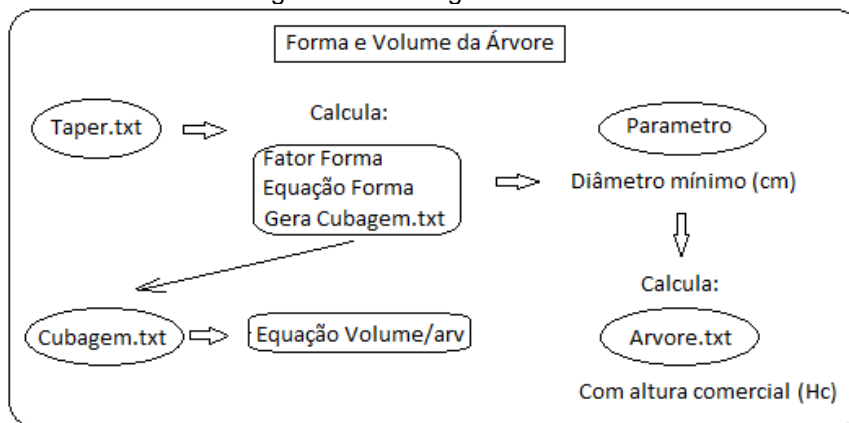 Forma e Volume da Árvore
Taper.txt
Calcula:
Fator Forma
Equação Forma
Gera Cubagem.txt
Parametro
Diâmetro mínimo (cm)
Calcula:
Cubagem.txt
Equação Volume/arv
Arvore.txt
Com altura comercial (Hc)